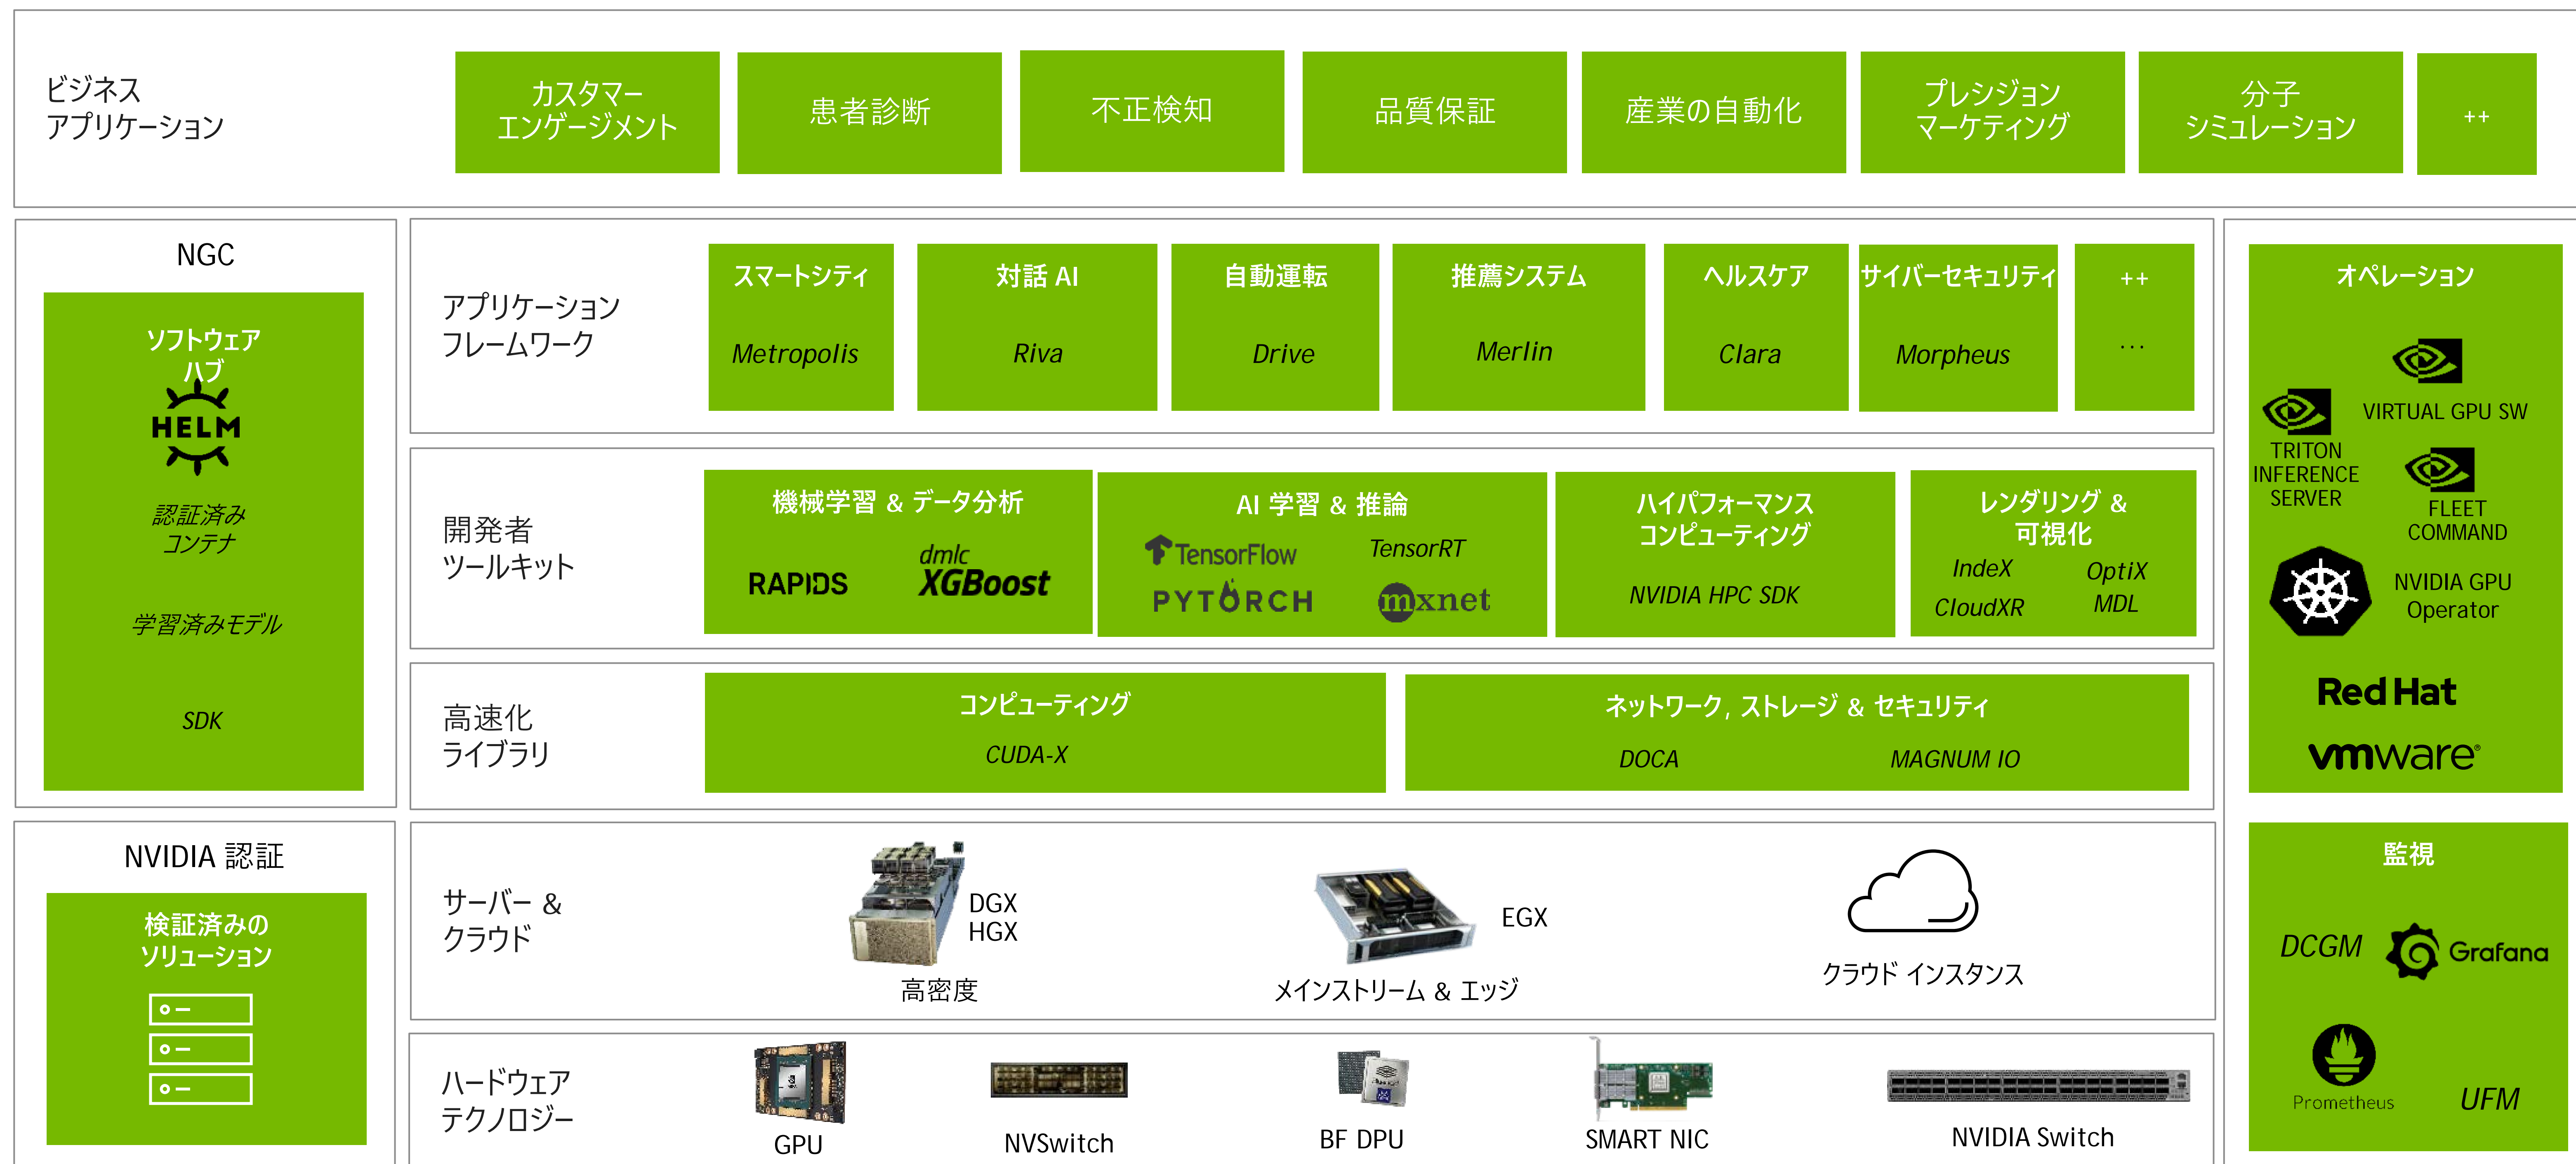 ビジネス
アプリケーション
カスタマー
エンゲージメント
患者診断
不正検知
品質保証
産業の自動化
プレシジョン
マーケティング
分子
シミュレーション
++
NGC
ソフトウェア
ハブ
HELM
認証済み
コンテナ
学習済みモデル
SDK
アプリケーション
フレームワーク
スマートシティ
Metropolis
対話 AI
Riva
自動運転
Drive
推薦システム
Merlin
ヘルスケア
Clara
サイバーセキュリティ
Morpheus
++
...
開発者
ツールキット
機械学習 & データ分析
RAPIDS
dmlc
XGBoost
AI 学習 & 推論
TensorFlow
TensorRT
PYTORCH
mxnet
ハイパフォーマンス
コンピューティング
NVIDIA HPC SDK
レンダリング &
可視化
IndeX
OptiX
CloudXR
MDL
高速化
ライブラリ
コンピューティング
CUDA-X
ネットワーク, ストレージ & セキュリティ
DOCA
MAGNUM IO
オペレーション
VIRTUAL GPU SW
TRITON
INFERENCE
SERVER
FLEET
COMMAND
NVIDIA GPU
Operator
Red Hat
vmware®
NVIDIA 認証
検証済みの
ソリューション
サーバー &
クラウド
DGX
HGX
高密度
EGX
メインストリーム & エッジ
クラウド インスタンス
ハードウェア
テクノロジー
GPU
NVSwitch
BF DPU
SMART NIC
NVIDIA Switch
監視
DCGM
Grafana
Prometheus
UFM